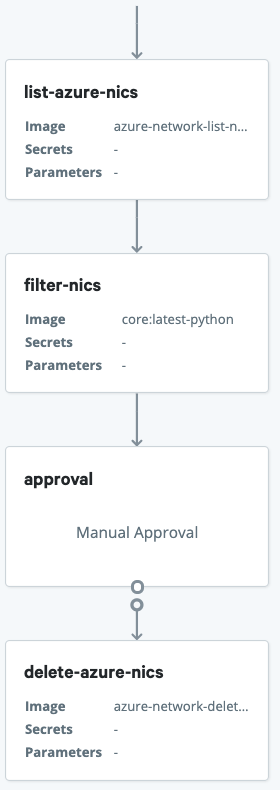 list-azure-nics
Image azure-network-list-n...
Secrets -
Parameters -
filter-nics
Image core:latest-python
Secrets -
Parameters -
approval
Manual Approval
delete-azure-nics
Image azure-network-delet...
Secrets -
Parameters -